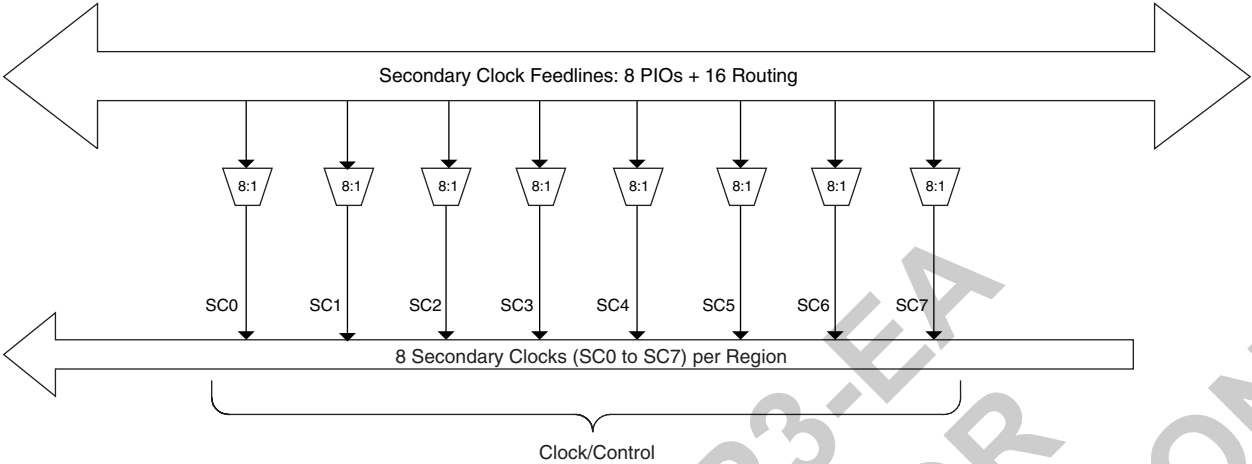 Secondary Clock Feedlines: 8 PIOs + 16 Routing
8:1 8:1 8:1 8:1 8:1 8:1 8:1 8:1
SC0 SC1 SC2 SC3 SC4 SC5 SC6 SC7
8 Secondary Clocks (SC0 to SC7) per Region
Clock/Control